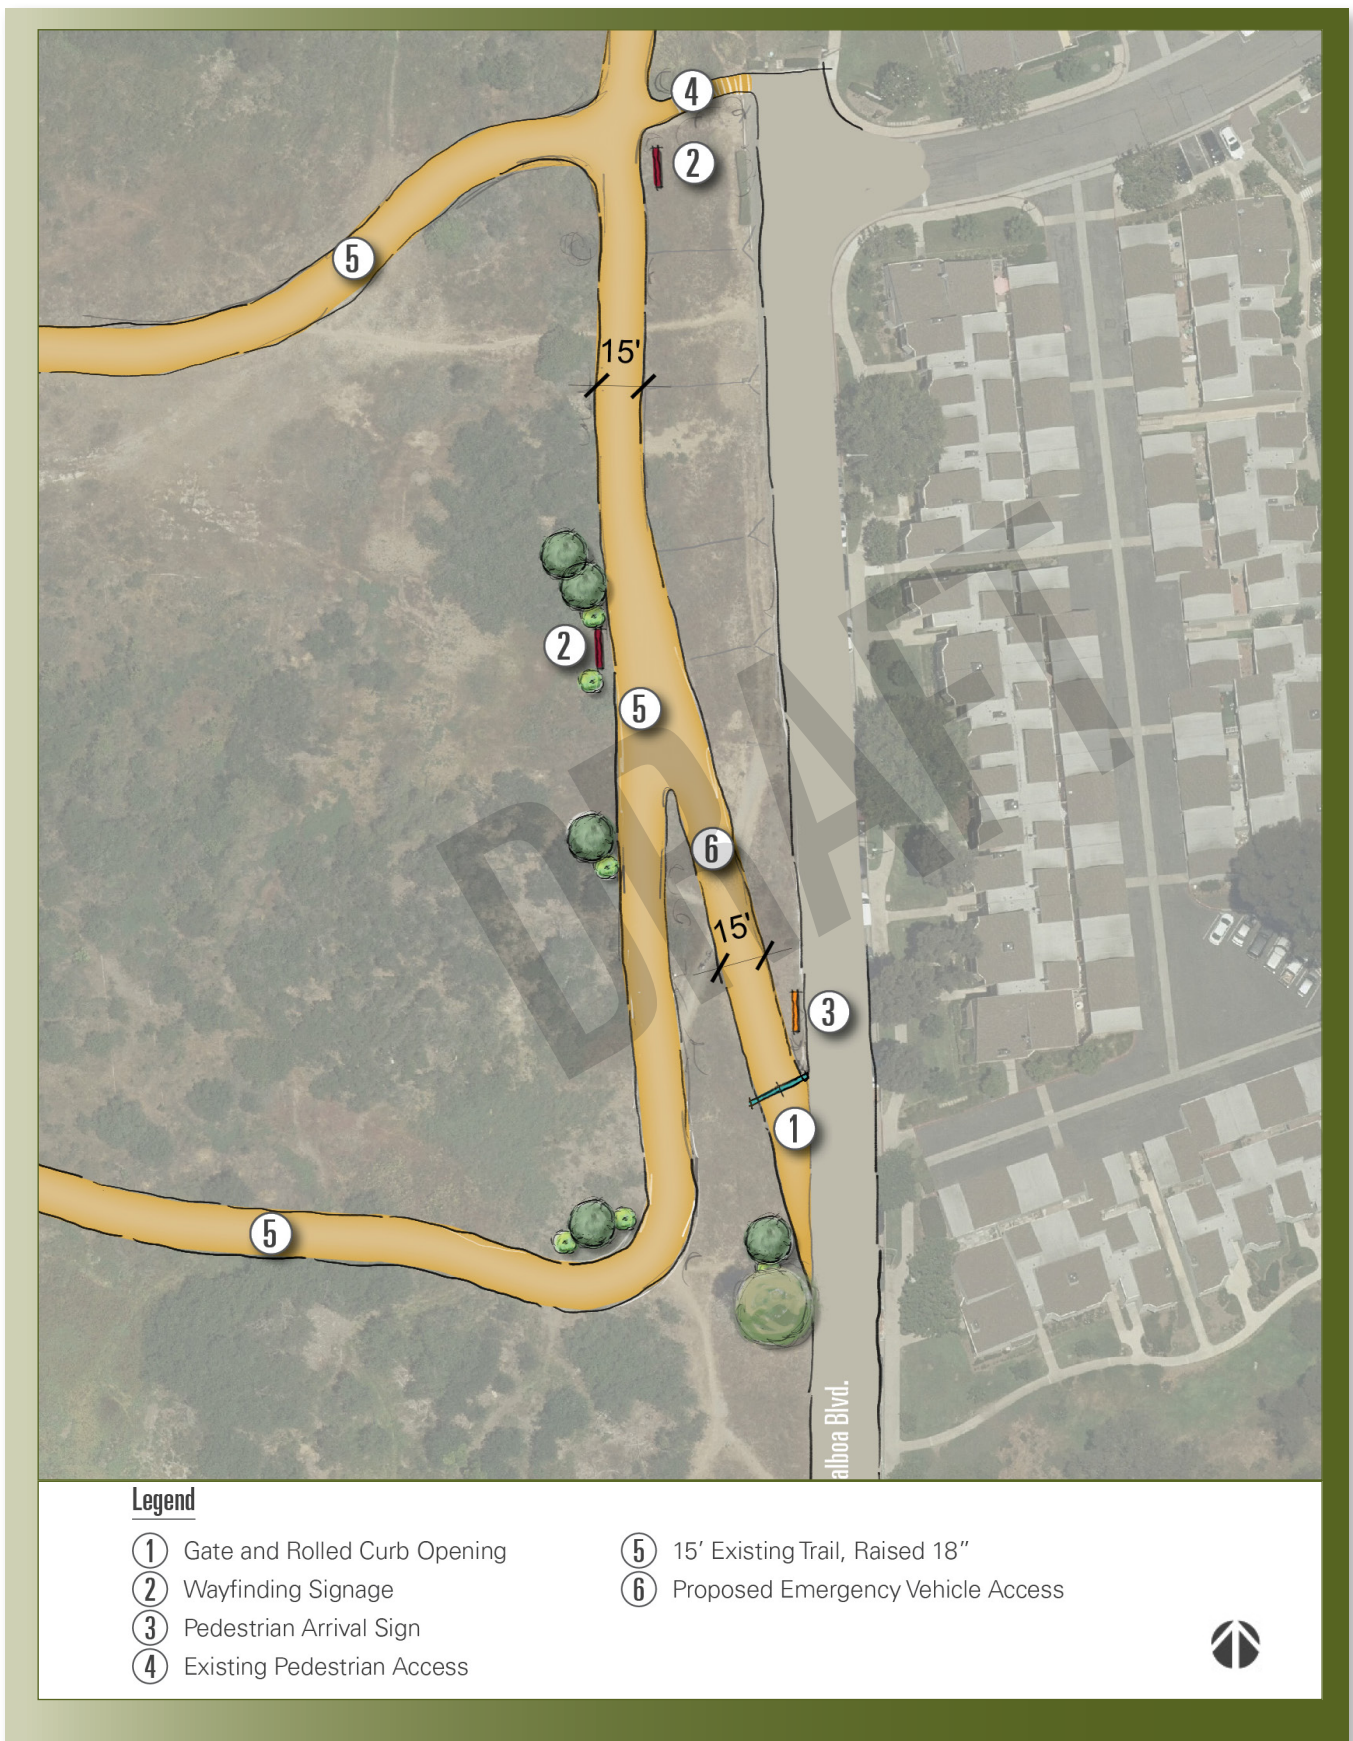 4
2
5
15'
2
5
6
15'
3
1
5
alboa Blvd.
DRAFT
Legend
1 Gate and Rolled Curb Opening
2 Wayfinding Signage
3 Pedestrian Arrival Sign
4 Existing Pedestrian Access
5 15’ Existing Trail, Raised 18”
6 Proposed Emergency Vehicle Access